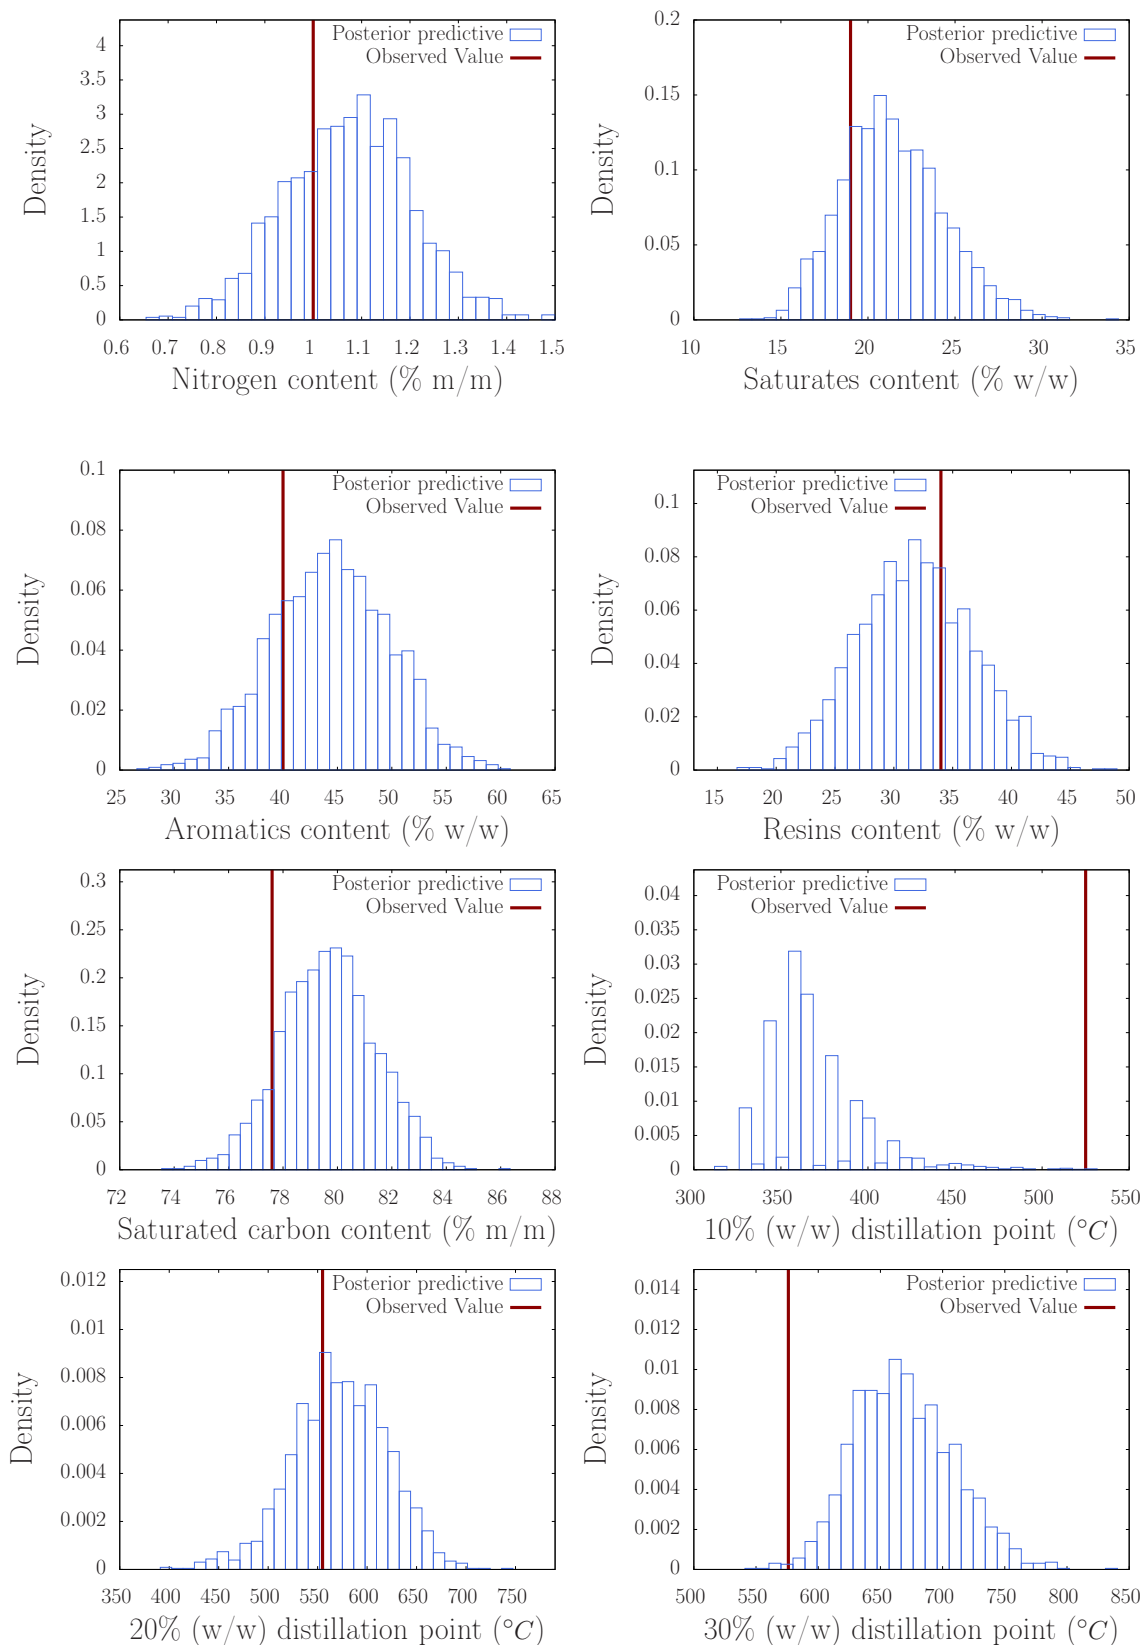 Posterior predictive
Observed Value
Density
4
3.5
3
2.5
2
1.5
1
0.5
0
0.6 0.7 0.8 0.9 1 1.1 1.2 1.3 1.4 1.5
Nitrogen content (% m/m)
Posterior predictive
Observed Value
Density
0.2
0.15
0.1
0.05
0
10 15 20 25 30 35
Saturates content (% w/w)
Posterior predictive
Observed Value
Density
0.1
0.08
0.06
0.04
0.02
0
25 30 35 40 45 50 55 60 65
Aromatics content (% w/w)
Posterior predictive
Observed Value
Density
0.1
0.08
0.06
0.04
0.02
0
15 20 25 30 35 40 45 50
Resins content (% w/w)
Posterior predictive
Observed Value
Density
0.3
0.25
0.2
0.15
0.1
0.05
0
72 74 76 78 80 82 84 86 88
Saturated carbon content (% m/m)
Posterior predictive
Observed Value
Density
0.04
0.035
0.03
0.025
0.02
0.015
0.01
0.005
0
300 350 400 450 500 550
10% (w/w) distillation point (°C)
Posterior predictive
Observed Value
Density
0.012
0.01
0.008
0.006
0.004
0.002
0
350 400 450 500 550 600 650 700 750
20% (w/w) distillation point (°C)
Posterior predictive
Observed Value
Density
0.014
0.012
0.01
0.008
0.006
0.004
0.002
0
500 550 600 650 700 750 800 850
30% (w/w) distillation point (°C)